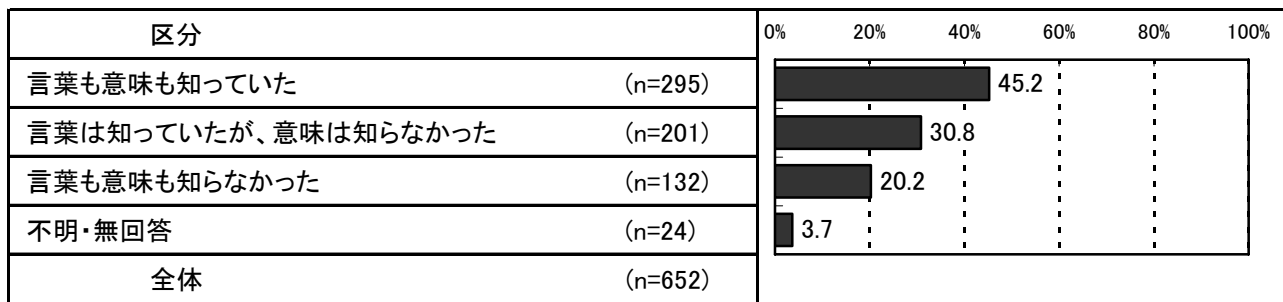 区分 0% 20% 40% 60% 80% 100%
言葉も意味も知っていた (n=295) 45.2
言葉は知っていたが、意味は知らなかった (n=201) 30.8
言葉も意味も知らなかった (n=132) 20.2
不明・無回答 (n=24) 3.7
全体 (n=652)